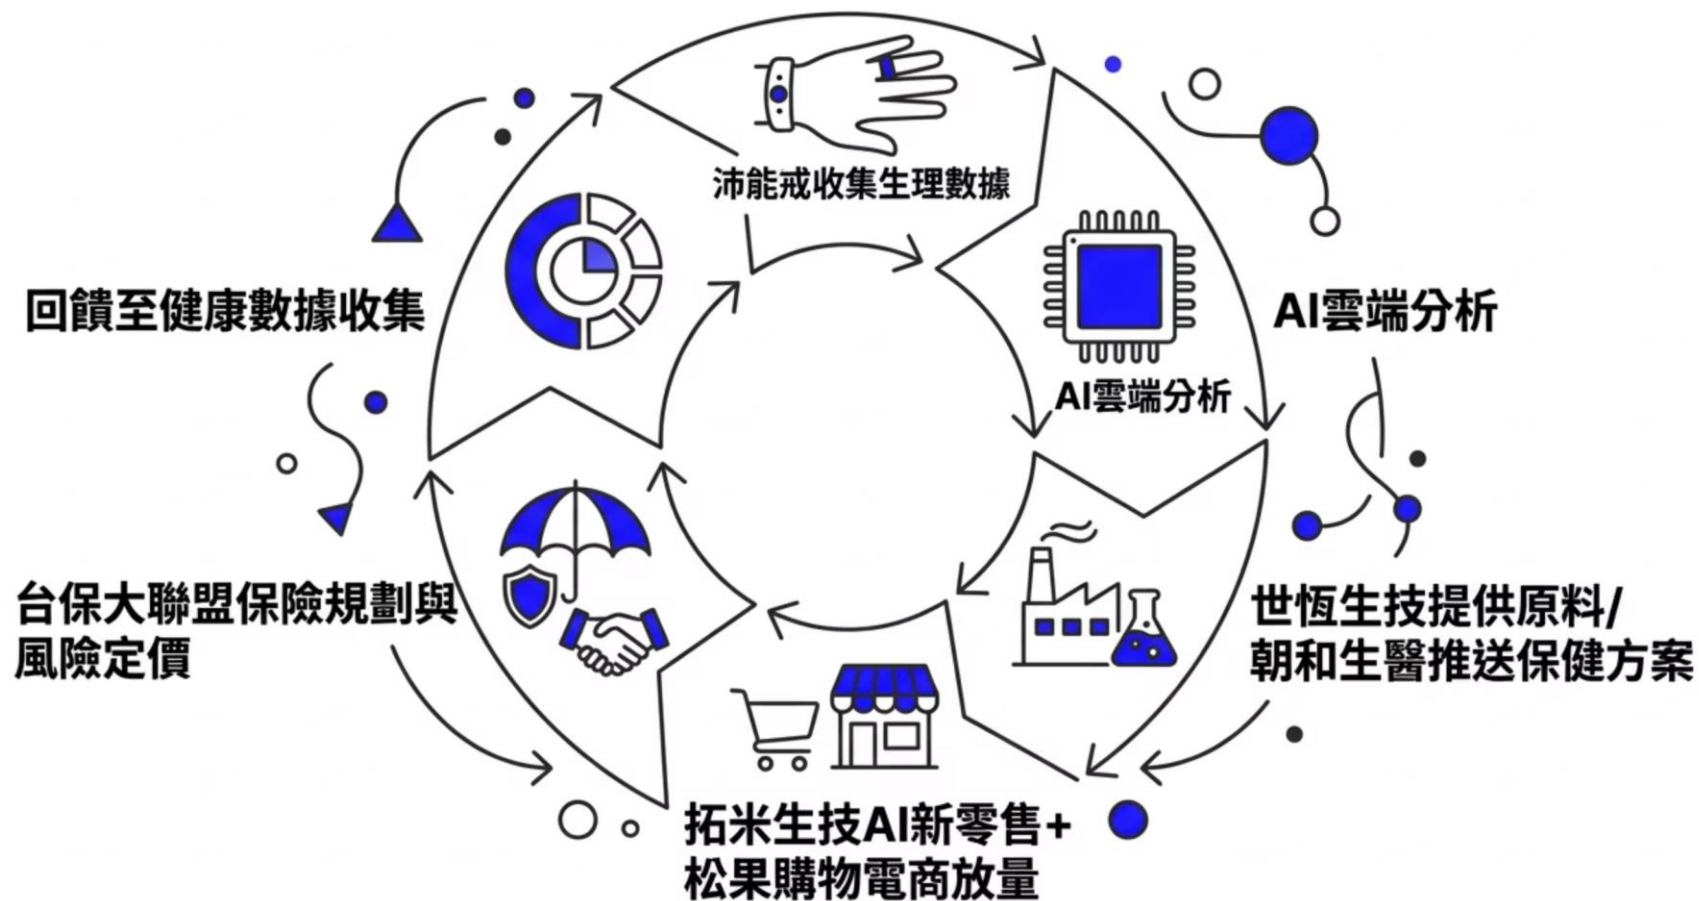 沛能戒收集生理數據
AI雲端分析
AI雲端分析
世恆生技提供原料/
朝和生醫推送保健方案
拓米生技AI新零售+
松果購物電商放量
台保大聯盟保險規劃與
風險定價
回饋至健康數據收集